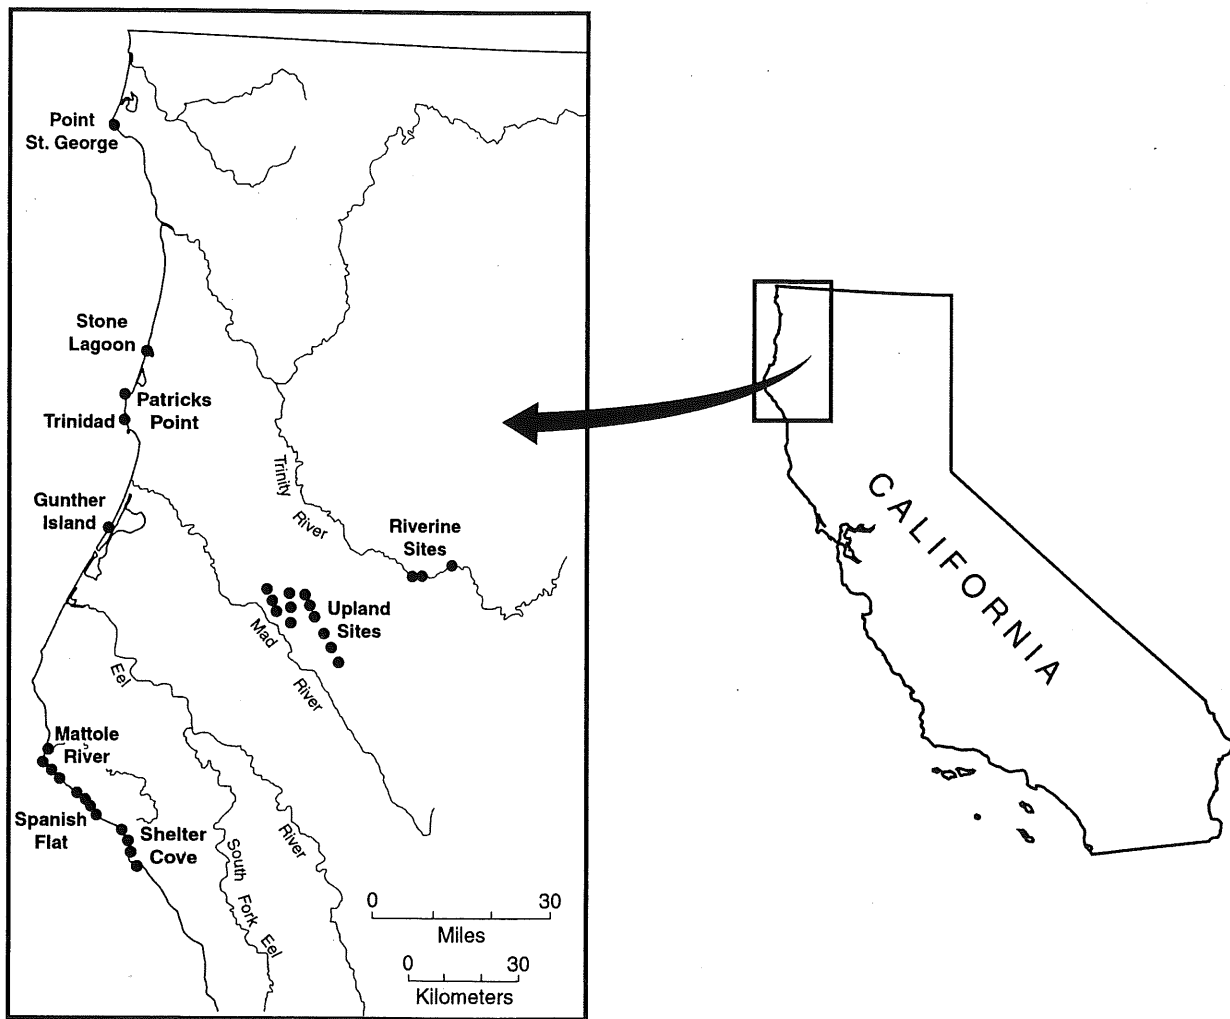 Point
St. George
Stone
Lagoon
Patricks
Point
Trinidad
Gunther
Island
Trinity
River
Riverine
Sites
Upland
Sites
Mad
River
Eel
River
Mattole
River
Spanish
Flat
Shelter
Cove
South Fork Eel
0 30
Miles
0 30
Kilometers
CALIFORNIA